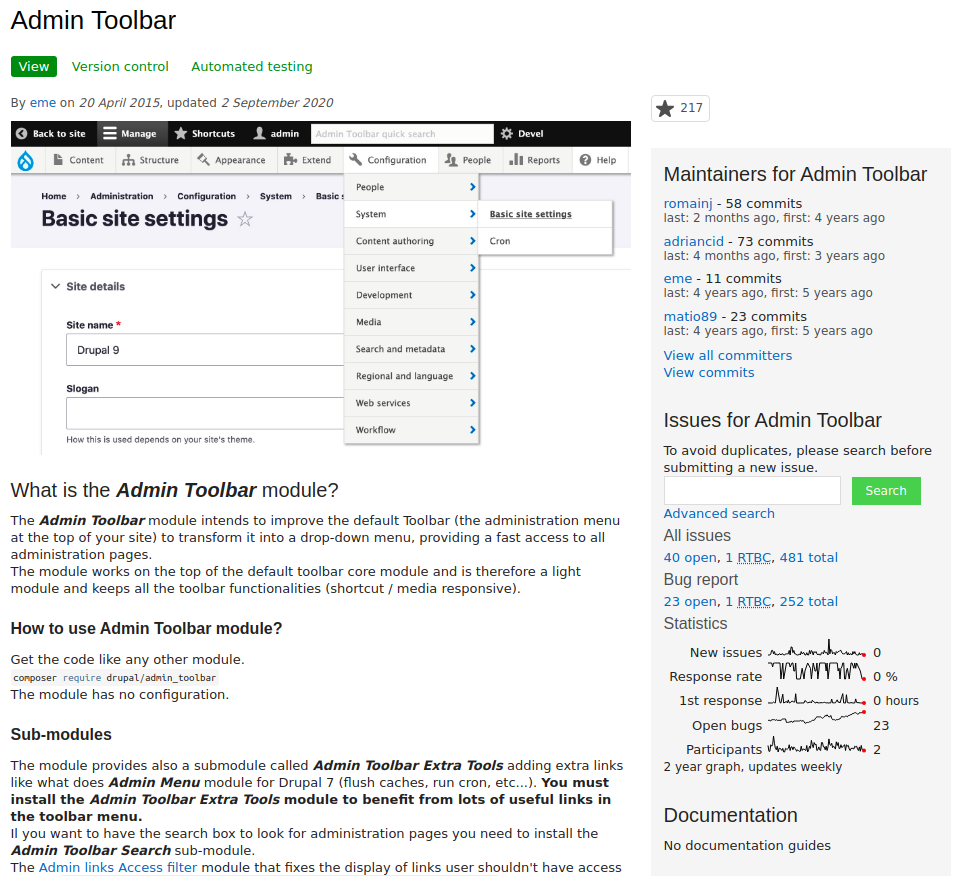 Admin Toolbar
View Version control Automated testing
By eme on 20 April 2015, updated 2 September 2020
Back to site Manage Shortcuts admin Admin Toolbar quick search Devel
Content Structure Appearance Extend Configuration People Reports Help
Home › Administration › Configuration › System › Basic s
Basic site settings
Site details
Site name *
Drupal 9
Slogan
How this is used depends on your site's theme.
People
System
Content authoring
User interface
Development
Media
Search and metadata
Regional and language
Web services
Workflow
Basic site settings
Cron
What is the Admin Toolbar module?
The Admin Toolbar module intends to improve the default Toolbar (the administration menu
at the top of your site) to transform it into a drop-down menu, providing a fast access to all
administration pages.
The module works on the top of the default toolbar core module and is therefore a light
module and keeps all the toolbar functionalities (shortcut / media responsive).
How to use Admin Toolbar module?
Get the code like any other module.
composer require drupal/admin_toolbar
The module has no configuration.
Sub-modules
The module provides also a submodule called Admin Toolbar Extra Tools adding extra links
like what does Admin Menu module for Drupal 7 (flush caches, run cron, etc...). You must
install the Admin Toolbar Extra Tools module to benefit from lots of useful links in
the toolbar menu.
Il you want to have the search box to look for administration pages you need to install the
Admin Toolbar Search sub-module.
The Admin links Access filter module that fixes the display of links user shouldn't have access
217
Maintainers for Admin Toolbar
romainj - 58 commits
last: 2 months ago, first: 4 years ago
adriancid - 73 commits
last: 4 months ago, first: 3 years ago
eme - 11 commits
last: 4 years ago, first: 5 years ago
matio89 - 23 commits
last: 4 years ago, first: 5 years ago
View all committers
View commits
Issues for Admin Toolbar
To avoid duplicates, please search before
submitting a new issue.
Search
Advanced search
All issues
40 open, 1 RTBC, 481 total
Bug report
23 open, 1 RTBC, 252 total
Statistics
New issues 0
Response rate 0 %
1st response 0 hours
Open bugs 23
Participants 2
2 year graph, updates weekly
Documentation
No documentation guides